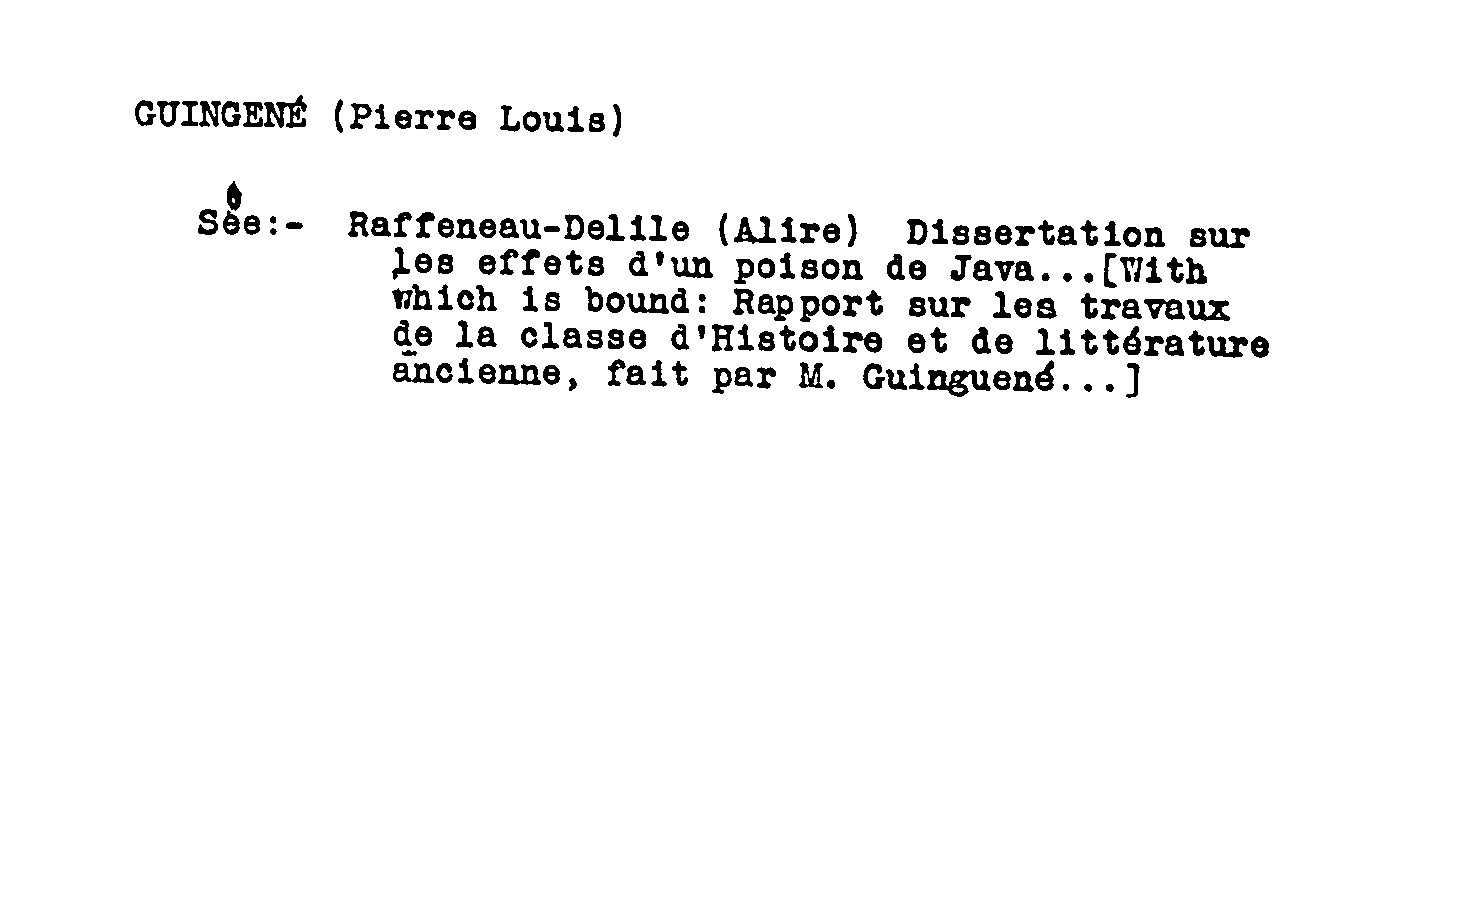 GUINGENÉ (Pierre Louis)
See:- Raffeneau-Delile (Alire) Dissertation sur
les effets d'un poison de Java...[With
which is bound: Rapport sur les travaux
de la classe d'Histoire et de littérature
ancienne, fait par M. Guinguené...]